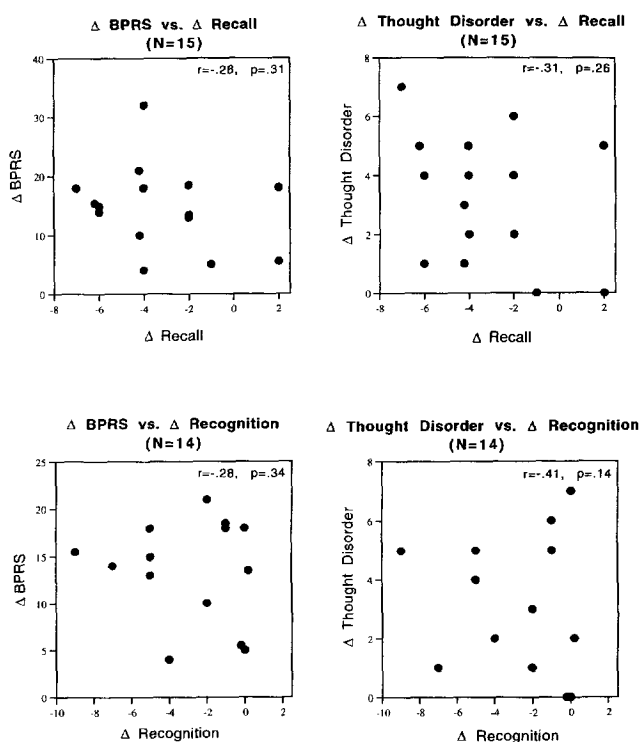 Δ BPRS vs. Δ Recall
(N=15)
r=-.28, p=.31
40
30
20
10
0
Δ BPRS
-8 -6 -4 -2 0 2
Δ Recall
Δ Thought Disorder vs. Δ Recall
(N=15)
r=-.31, p=.26
8
6
4
2
0
Δ Thought Disorder
-8 -6 -4 -2 0 2
Δ Recall
Δ BPRS vs. Δ Recognition
(N=14)
r=-.28, p=.34
25
20
15
10
5
0
Δ BPRS
-10 -8 -6 -4 -2 0 2
Δ Recognition
Δ Thought Disorder vs. Δ Recognition
(N=14)
r=-.41, p=.14
8
6
4
2
0
Δ Thought Disorder
-10 -8 -6 -4 -2 0 2
Δ Recognition